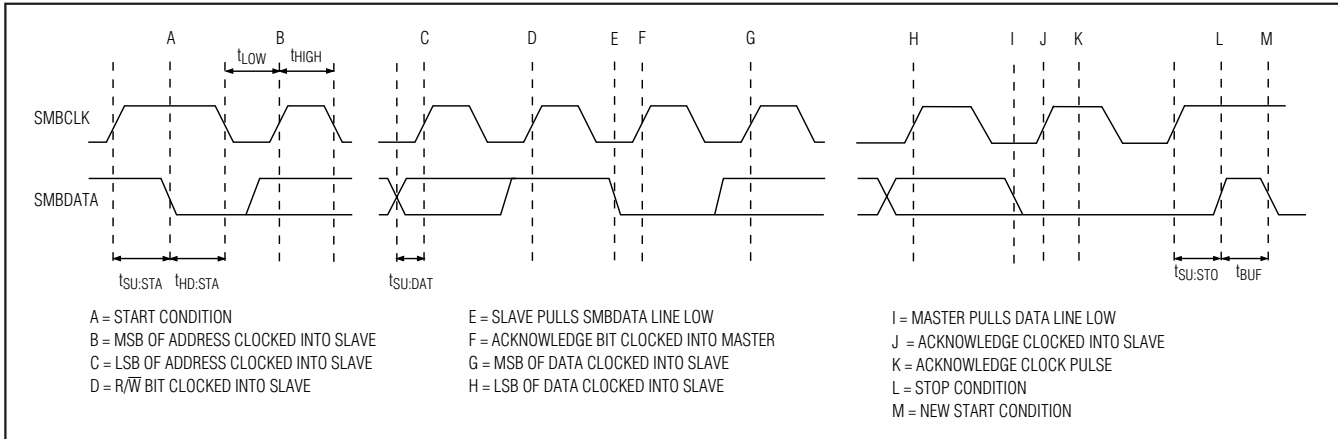 A B C D E F G H I J K L M
tLOW tHIGH
SMBCLK
SMBDATA
tSU:STA tHD:STA tSU:DAT tSU:STO tBUF
A = START CONDITION
B = MSB OF ADDRESS CLOCKED INTO SLAVE
C = LSB OF ADDRESS CLOCKED INTO SLAVE
D = R/W̅ BIT CLOCKED INTO SLAVE
E = SLAVE PULLS SMBDATA LINE LOW
F = ACKNOWLEDGE BIT CLOCKED INTO MASTER
G = MSB OF DATA CLOCKED INTO SLAVE
H = LSB OF DATA CLOCKED INTO SLAVE
I = MASTER PULLS DATA LINE LOW
J = ACKNOWLEDGE CLOCKED INTO SLAVE
K = ACKNOWLEDGE CLOCK PULSE
L = STOP CONDITION
M = NEW START CONDITION